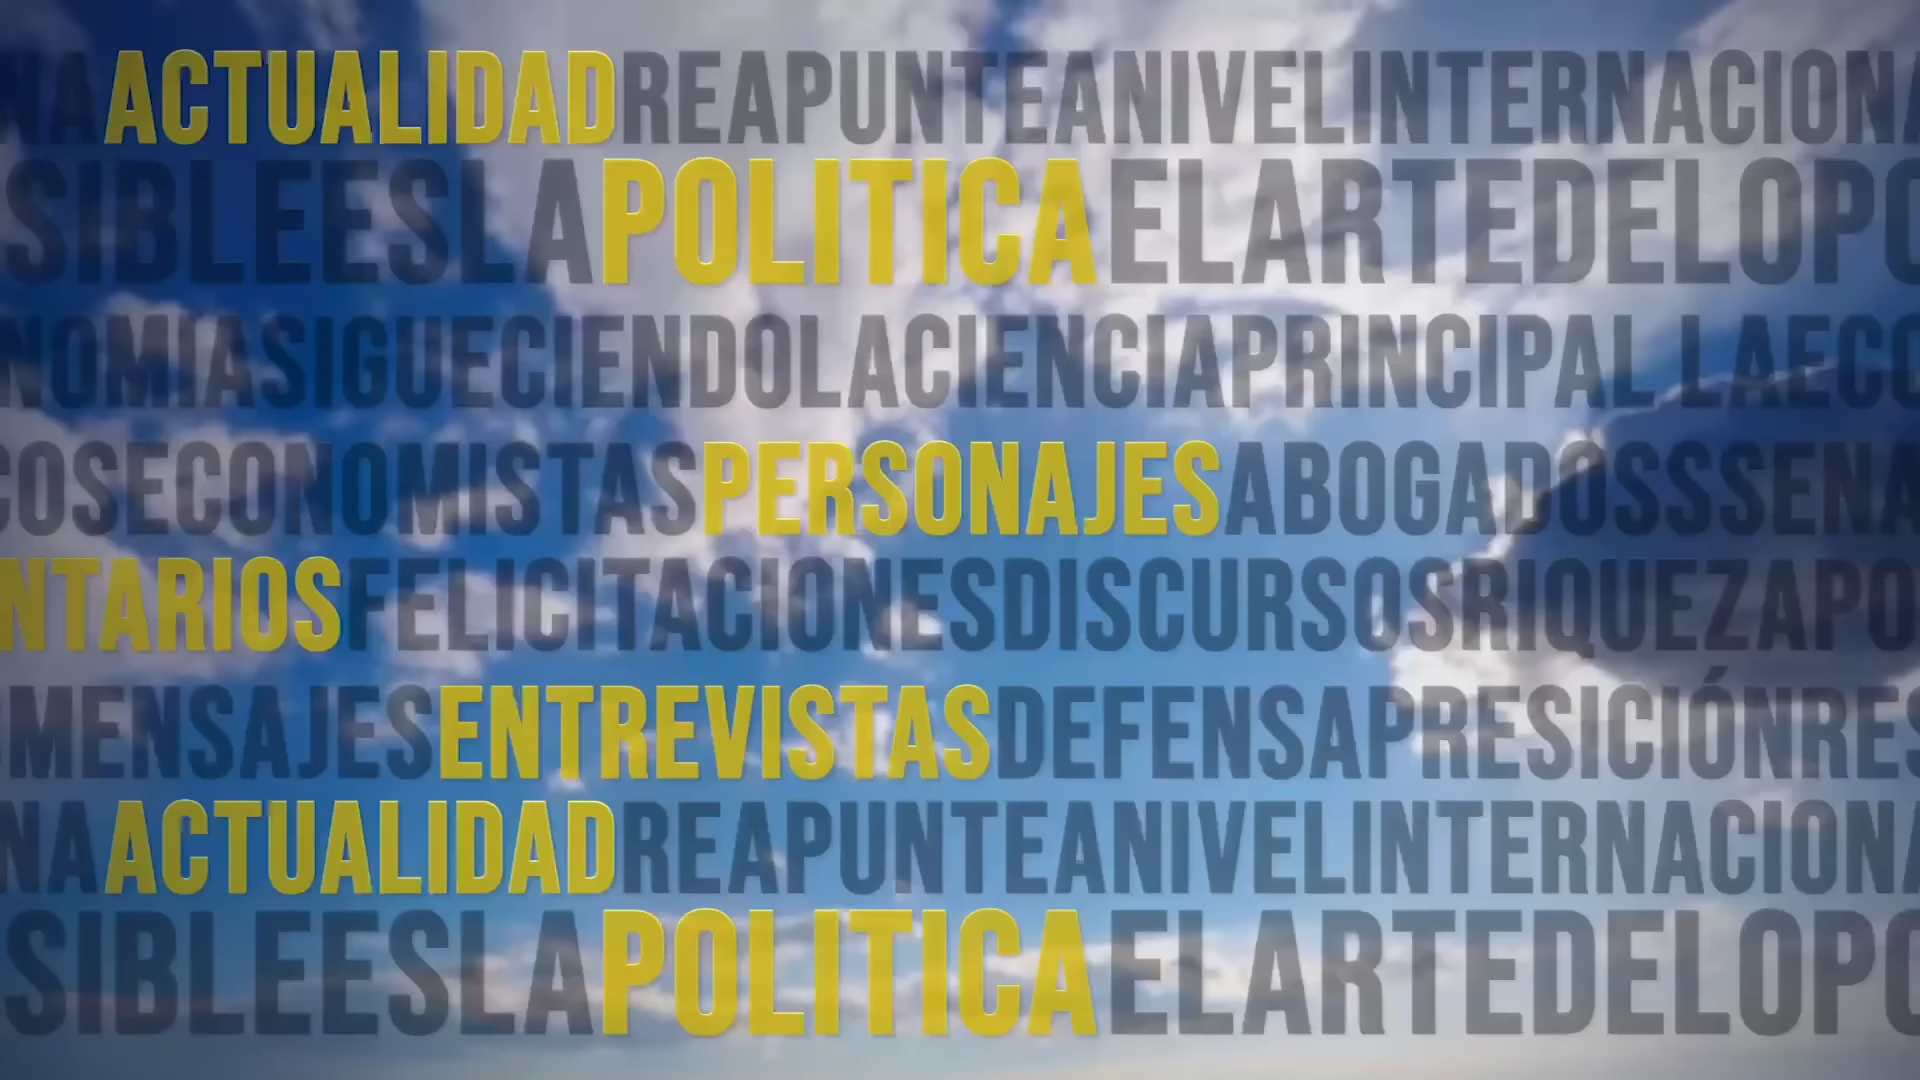 NAACTUALIDADREAPUNTEANIVELINTERNACIONA
SIBLEESLAPOLITICAELARTEDELOPO
NOMIASIGUECIENDOLACIENCIAPRINCIPAL LAECO
COSECONOMISTASPERSONAJESABOGADOSSSENA
NTARIOSFELICITACIONESDISCURSOSRIQUEZAPO
MENSAJESENTREVISTASDEFENSAPRESICIÓNRES
NAACTUALIDADREAPUNTEANIVELINTERNACIONA
SIBLEESLAPOLITICAELARTEDELOPO